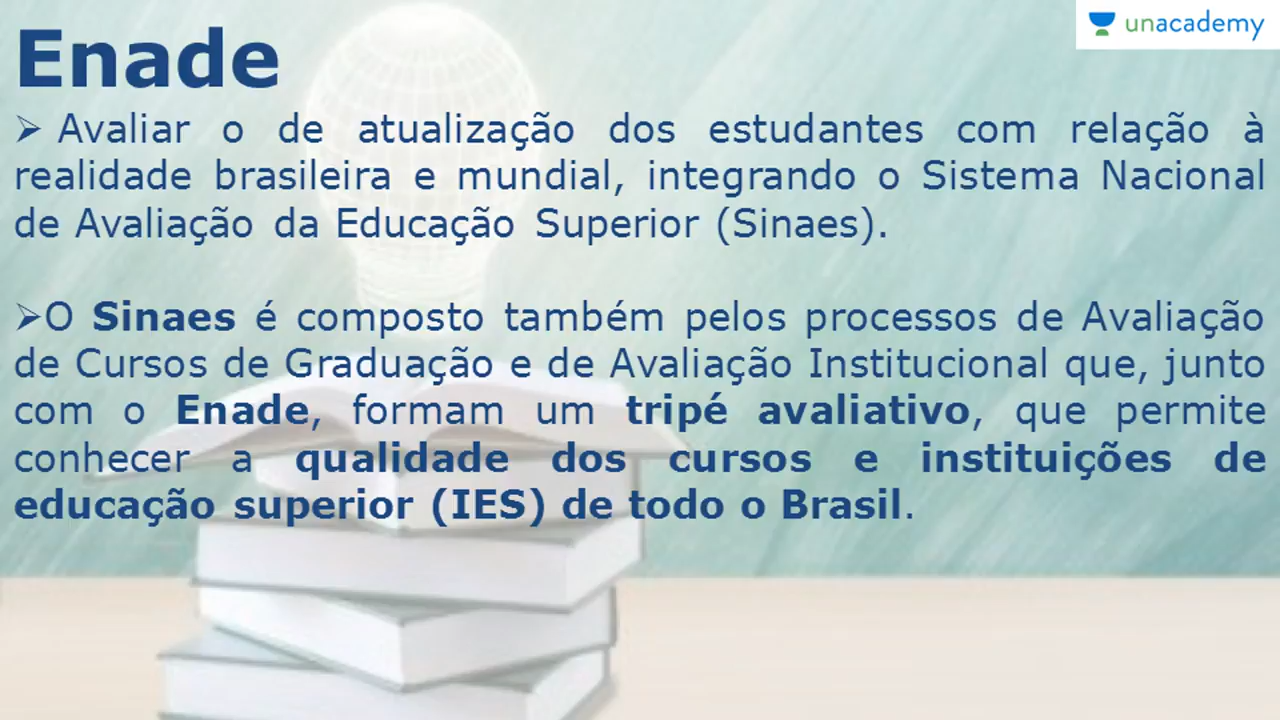 unacademy
Enade
➢ Avaliar o de atualização dos estudantes com relação à
realidade brasileira e mundial, integrando o Sistema Nacional
de Avaliação da Educação Superior (Sinaes).
➢O Sinaes é composto também pelos processos de Avaliação
de Cursos de Graduação e de Avaliação Institucional que, junto
com o Enade, formam um tripé avaliativo, que permite
conhecer a qualidade dos cursos e instituições de
educação superior (IES) de todo o Brasil.